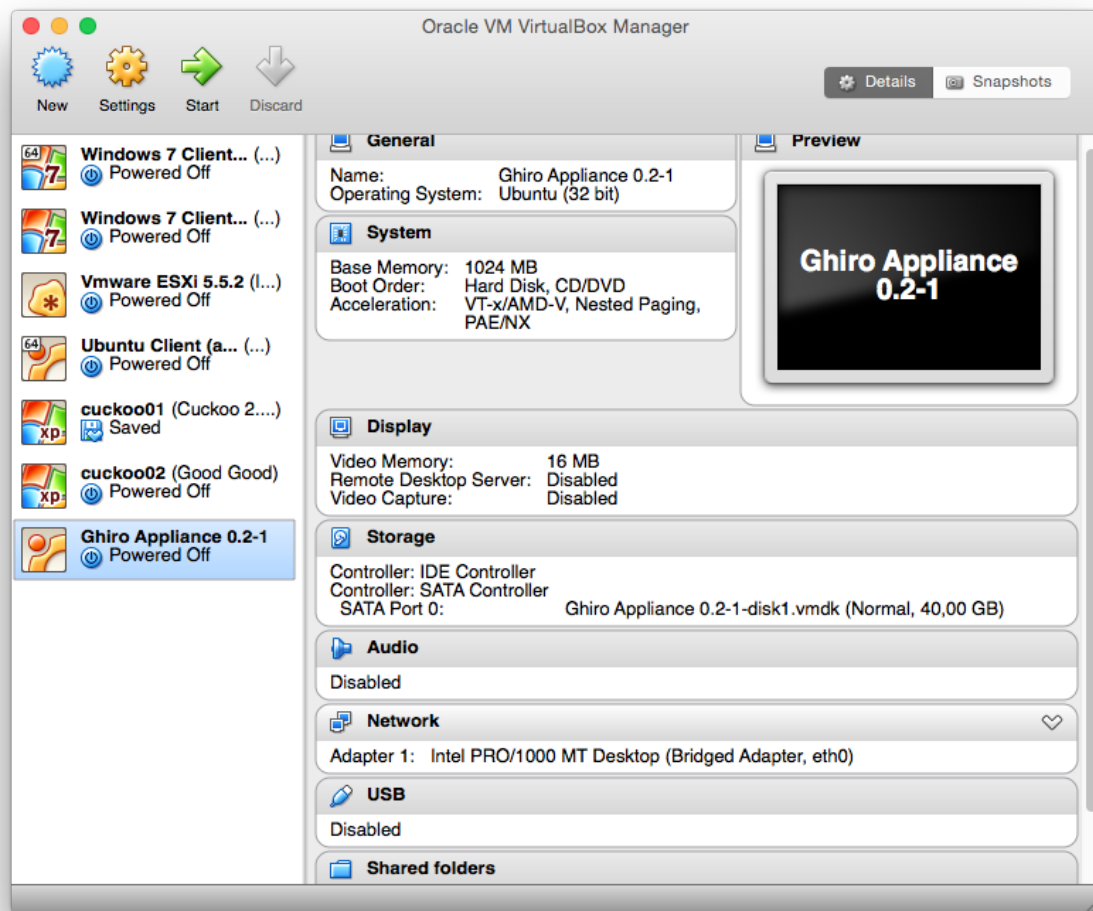 Oracle VM VirtualBox Manager
New Settings Start Discard
Details Snapshots
64
7
Windows 7 Client... (...)
Powered Off
7
Windows 7 Client... (...)
Powered Off
Vmware ESXi 5.5.2 (I...)
Powered Off
64
Ubuntu Client (a... (...)
Powered Off
xp
cuckoo01 (Cuckoo 2....)
Saved
xp
cuckoo02 (Good Good)
Powered Off
Ghiro Appliance 0.2-1
Powered Off
General
Name: Ghiro Appliance 0.2-1
Operating System: Ubuntu (32 bit)
Preview
Ghiro Appliance
0.2-1
System
Base Memory: 1024 MB
Boot Order: Hard Disk, CD/DVD
Acceleration: VT-x/AMD-V, Nested Paging,
PAE/NX
Display
Video Memory: 16 MB
Remote Desktop Server: Disabled
Video Capture: Disabled
Storage
Controller: IDE Controller
Controller: SATA Controller
SATA Port 0: Ghiro Appliance 0.2-1-disk1.vmdk (Normal, 40,00 GB)
Audio
Disabled
Network
Adapter 1: Intel PRO/1000 MT Desktop (Bridged Adapter, eth0)
USB
Disabled
Shared folders